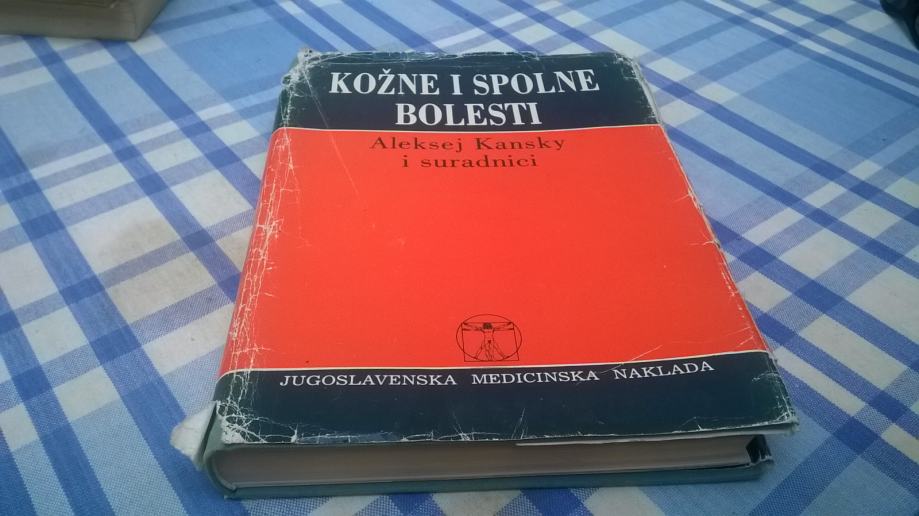 KOŽNE I SPOLNE
BOLESTI
Aleksej Kansky
i suradnici
JUGOSLAVENSKA MEDICINSKA NAKLADA